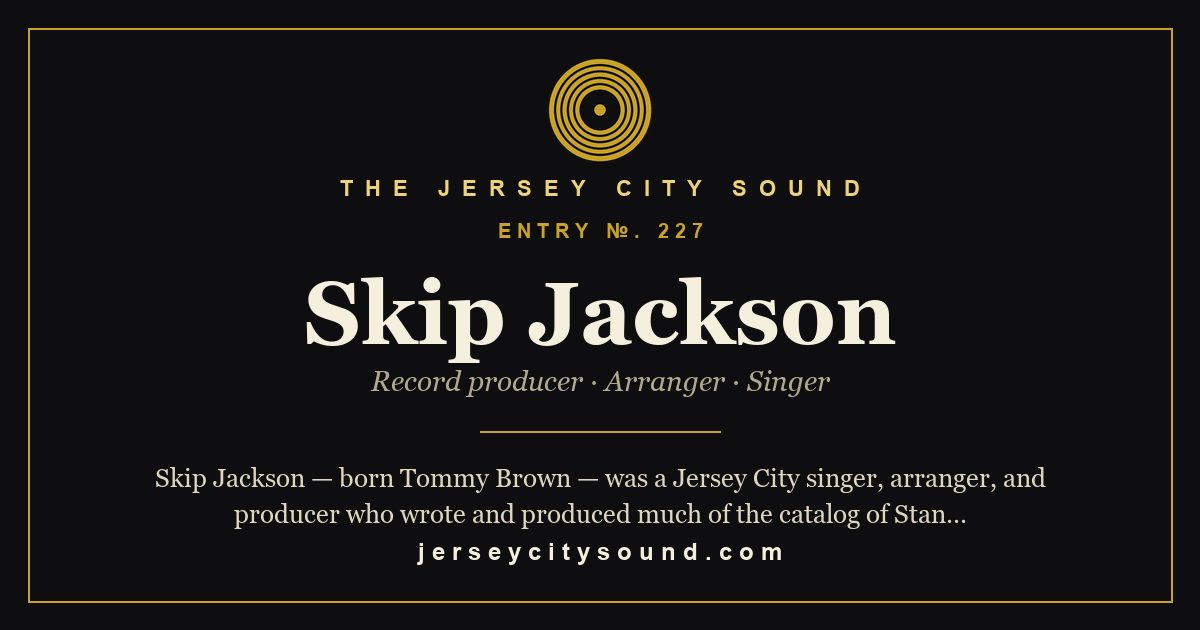 THE JERSEY CITY SOUND
ENTRY №. 227
Skip Jackson
Record producer · Arranger · Singer
Skip Jackson — born Tommy Brown — was a Jersey City singer, arranger, and
producer who wrote and produced much of the catalog of Stan...
jerseycitysound.com